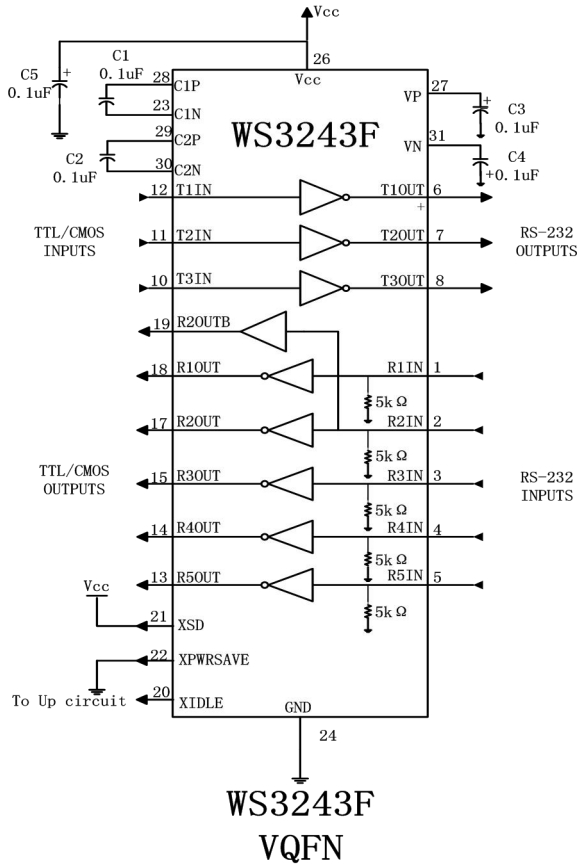 Vcc
26
Vcc
C5
+
0.1uF
C1
0.1uF
28
C1P
23
C1N
29
C2P
C2
0.1uF
30
C2N
WS3243F
VP
27
+
C3
0.1uF
VN
31
C4
+0.1uF
12
T1IN
T1OUT
6
+
TTL/CMOS
INPUTS
11
T2IN
T2OUT
7
RS-232
OUTPUTS
10
T3IN
T3OUT
8
19
R2OUTB
18
R1OUT
R1IN
1
5kΩ
17
R2OUT
R2IN
2
5kΩ
TTL/CMOS
OUTPUTS
15
R3OUT
R3IN
3
RS-232
INPUTS
5kΩ
14
R4OUT
R4IN
4
5kΩ
13
R5OUT
R5IN
5
5kΩ
Vcc
21
XSD
22
XPWRSAVE
To Up circuit
20
XIDLE
GND
24
WS3243F
VQFN